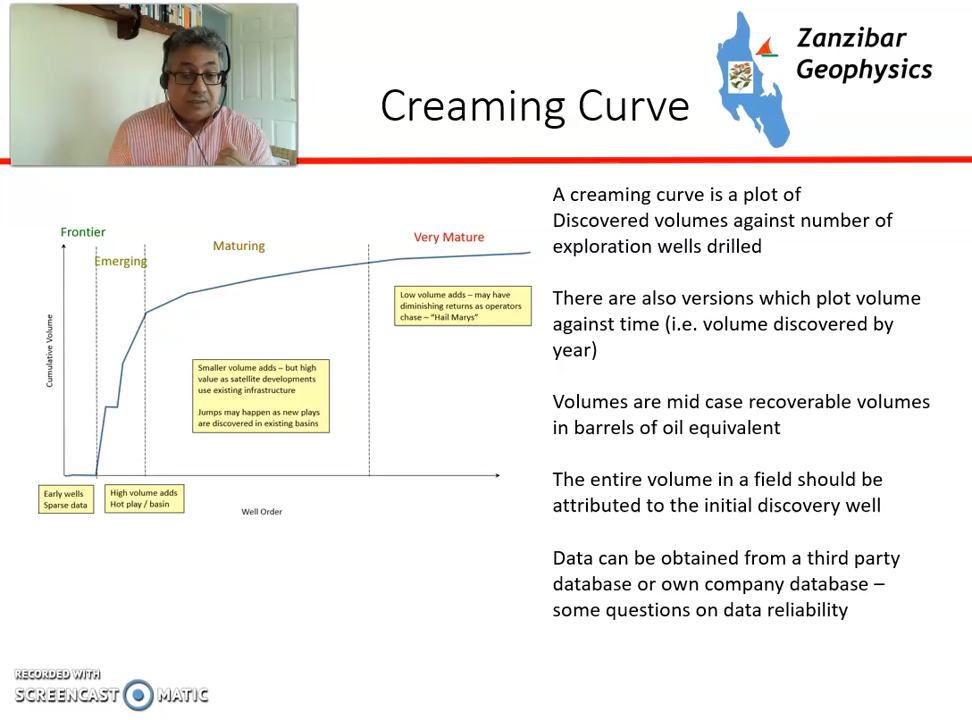 Zanzibar
Geophysics
Creaming Curve
A creaming curve is a plot of
Discovered volumes against number of
exploration wells drilled
There are also versions which plot volume
against time (i.e. volume discovered by
year)
Volumes are mid case recoverable volumes
in barrels of oil equivalent
The entire volume in a field should be
attributed to the initial discovery well
Data can be obtained from a third party
database or own company database –
some questions on data reliability
Frontier
Emerging
Maturing
Very Mature
Cumulative Volume
Low volume adds – may have
diminishing returns as operators
chase – “Hail Marys”
Smaller volume adds – but high
value as satellite developments
use existing infrastructure
Jumps may happen as new plays
are discovered in existing basins
Early wells
Sparse data
High volume adds
Hot play / basin
Well Order
RECORDED WITH
SCREENCAST MATIC